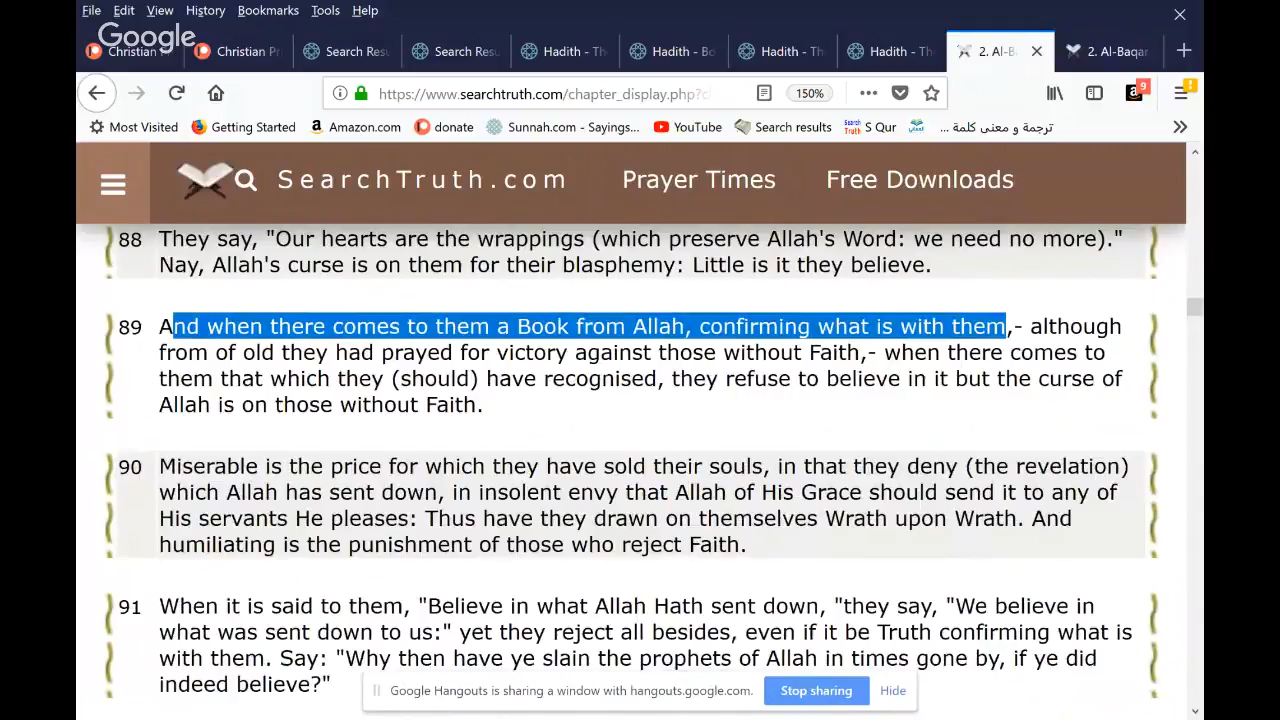 File Edit View History Bookmarks Tools Help
Google
Christian Christian P Search Resu Search Resu Hadith - Th Hadith - Bo Hadith - Th Hadith - Th 2. Al-Ba 2. Al-Baqar
https://www.searchtruth.com/chapter_display.php?c 150% 9
Most Visited Getting Started Amazon.com donate Sunnah.com - Sayings,... YouTube Search results S Qur ترجمة و معنى كلمة ...
SearchTruth.com Prayer Times Free Downloads
88 They say, "Our hearts are the wrappings (which preserve Allah's Word: we need no more)."
Nay, Allah's curse is on them for their blasphemy: Little is it they believe.
89 And when there comes to them a Book from Allah, confirming what is with them,- although
from of old they had prayed for victory against those without Faith,- when there comes to
them that which they (should) have recognised, they refuse to believe in it but the curse of
Allah is on those without Faith.
90 Miserable is the price for which they have sold their souls, in that they deny (the revelation)
which Allah has sent down, in insolent envy that Allah of His Grace should send it to any of
His servants He pleases: Thus have they drawn on themselves Wrath upon Wrath. And
humiliating is the punishment of those who reject Faith.
91 When it is said to them, "Believe in what Allah Hath sent down, "they say, "We believe in
what was sent down to us:" yet they reject all besides, even if it be Truth confirming what is
with them. Say: "Why then have ye slain the prophets of Allah in times gone by, if ye did
indeed believe?"
Google Hangouts is sharing a window with hangouts.google.com. Stop sharing Hide